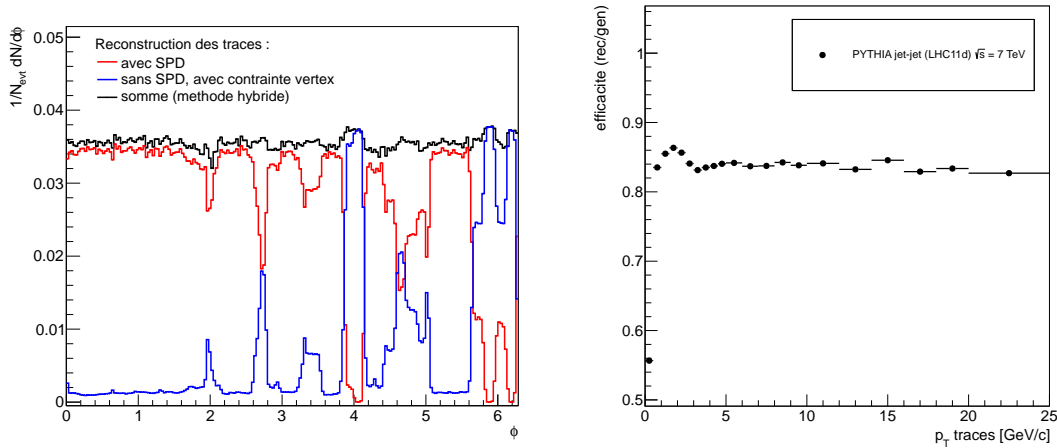 1/N_evt dN/dϕ
0.05
0.04
0.03
0.02
0.01
0
Reconstruction des traces :
avec SPD
sans SPD, avec contrainte vertex
somme (methode hybride)
0 1 2 3 4 5 6
ϕ
efficacite (rec/gen)
1
0.9
0.8
0.7
0.6
0.5
PYTHIA jet-jet (LHC11d) √s = 7 TeV
0 5 10 15 20 25
p_T traces [GeV/c]